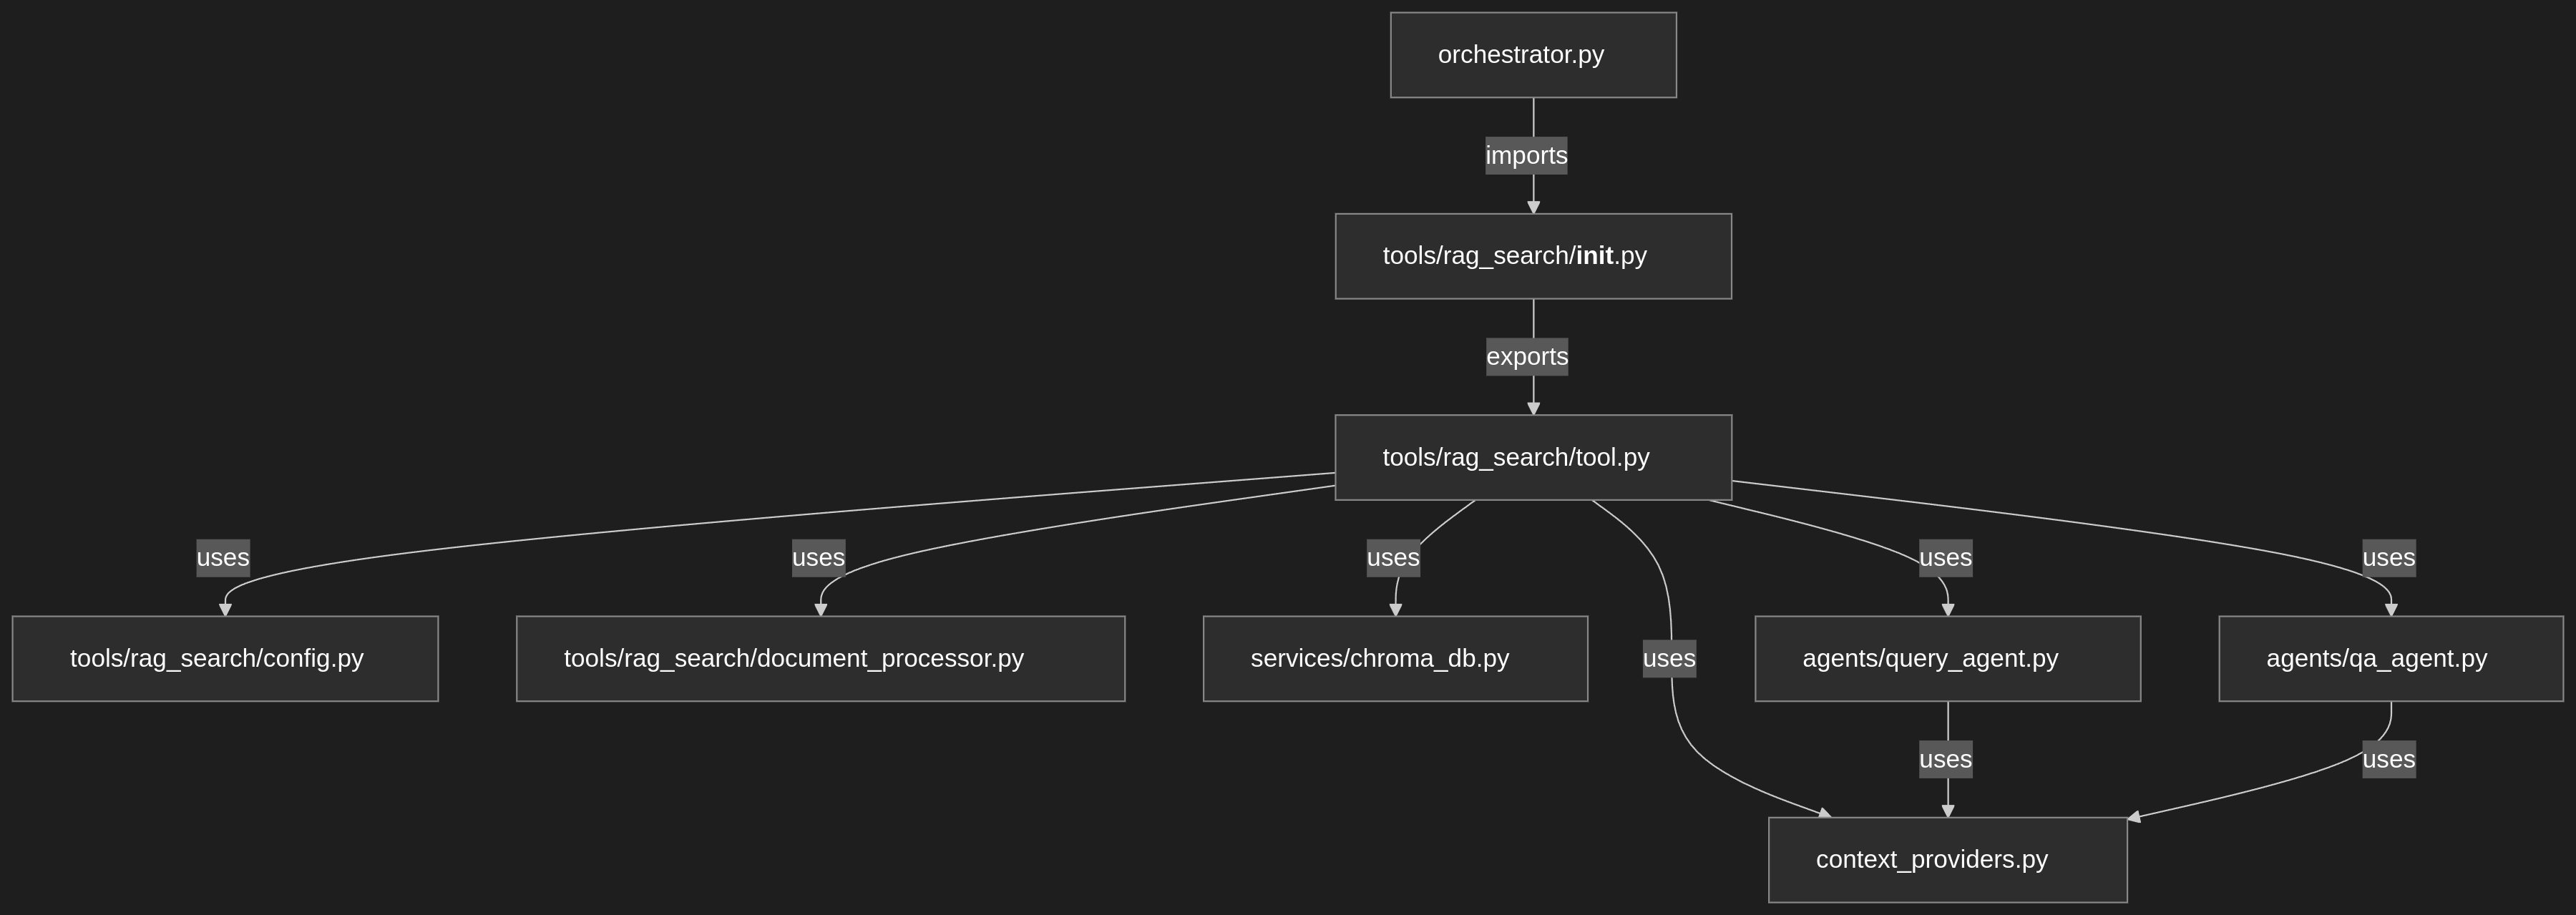 orchestrator.py
imports
tools/rag_search/init.py
exports
tools/rag_search/tool.py
uses
uses
uses
uses
uses
tools/rag_search/config.py
tools/rag_search/document_processor.py
services/chroma_db.py
uses
agents/query_agent.py
agents/qa_agent.py
uses
uses
context_providers.py